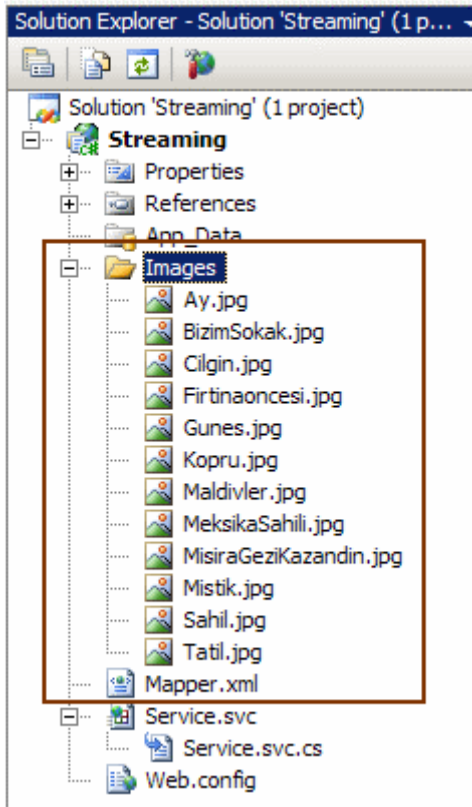 Solution Explorer - Solution 'Streaming' (1 p...
Solution 'Streaming' (1 project)
Streaming
Properties
References
App_Data
Images
Ay.jpg
BizimSokak.jpg
Cilgin.jpg
Firtinaoncesi.jpg
Gunes.jpg
Kopru.jpg
Maldivler.jpg
MeksikaSahili.jpg
MisiraGeziKazandin.jpg
Mistik.jpg
Sahil.jpg
Tatil.jpg
Mapper.xml
Service.svc
Service.svc.cs
Web.config